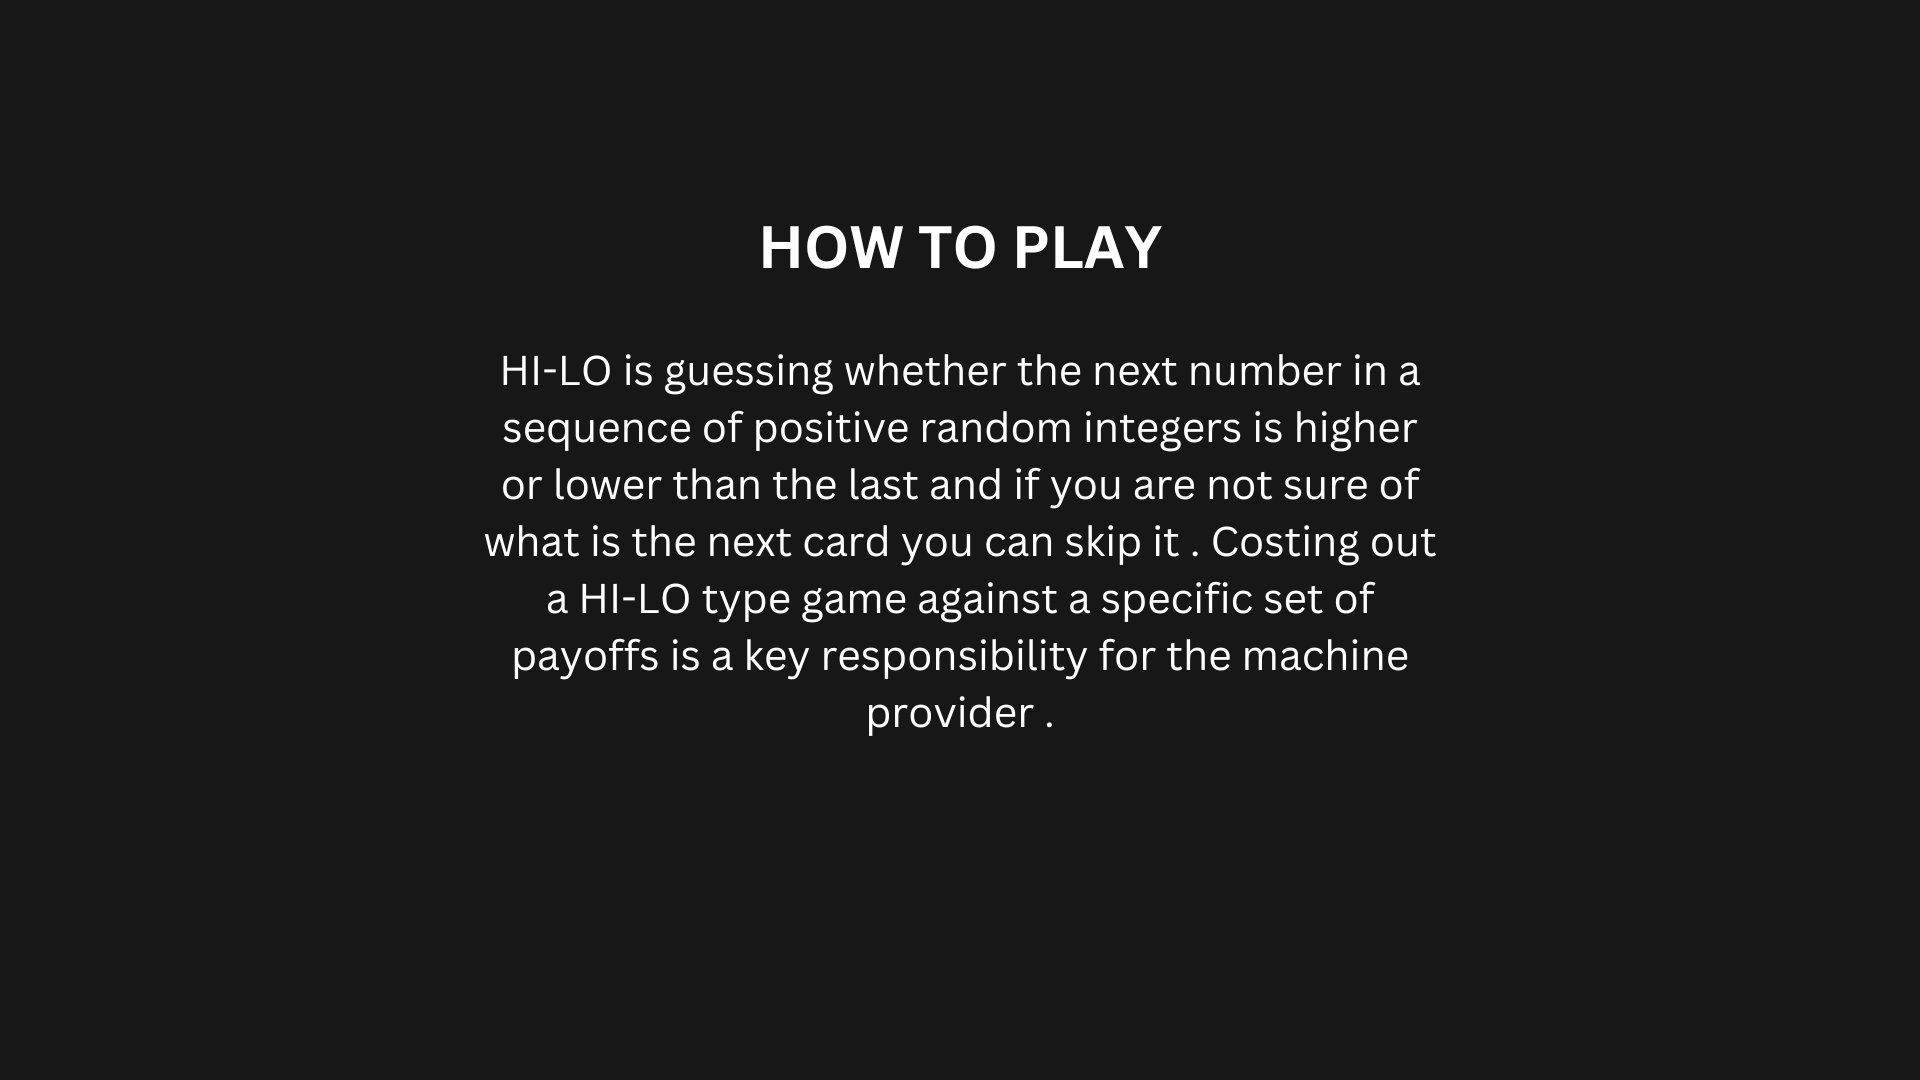 HOW TO PLAY
HI-LO is guessing whether the next number in a
sequence of positive random integers is higher
or lower than the last and if you are not sure of
what is the next card you can skip it . Costing out
a HI-LO type game against a specific set of
payoffs is a key responsibility for the machine
provider .